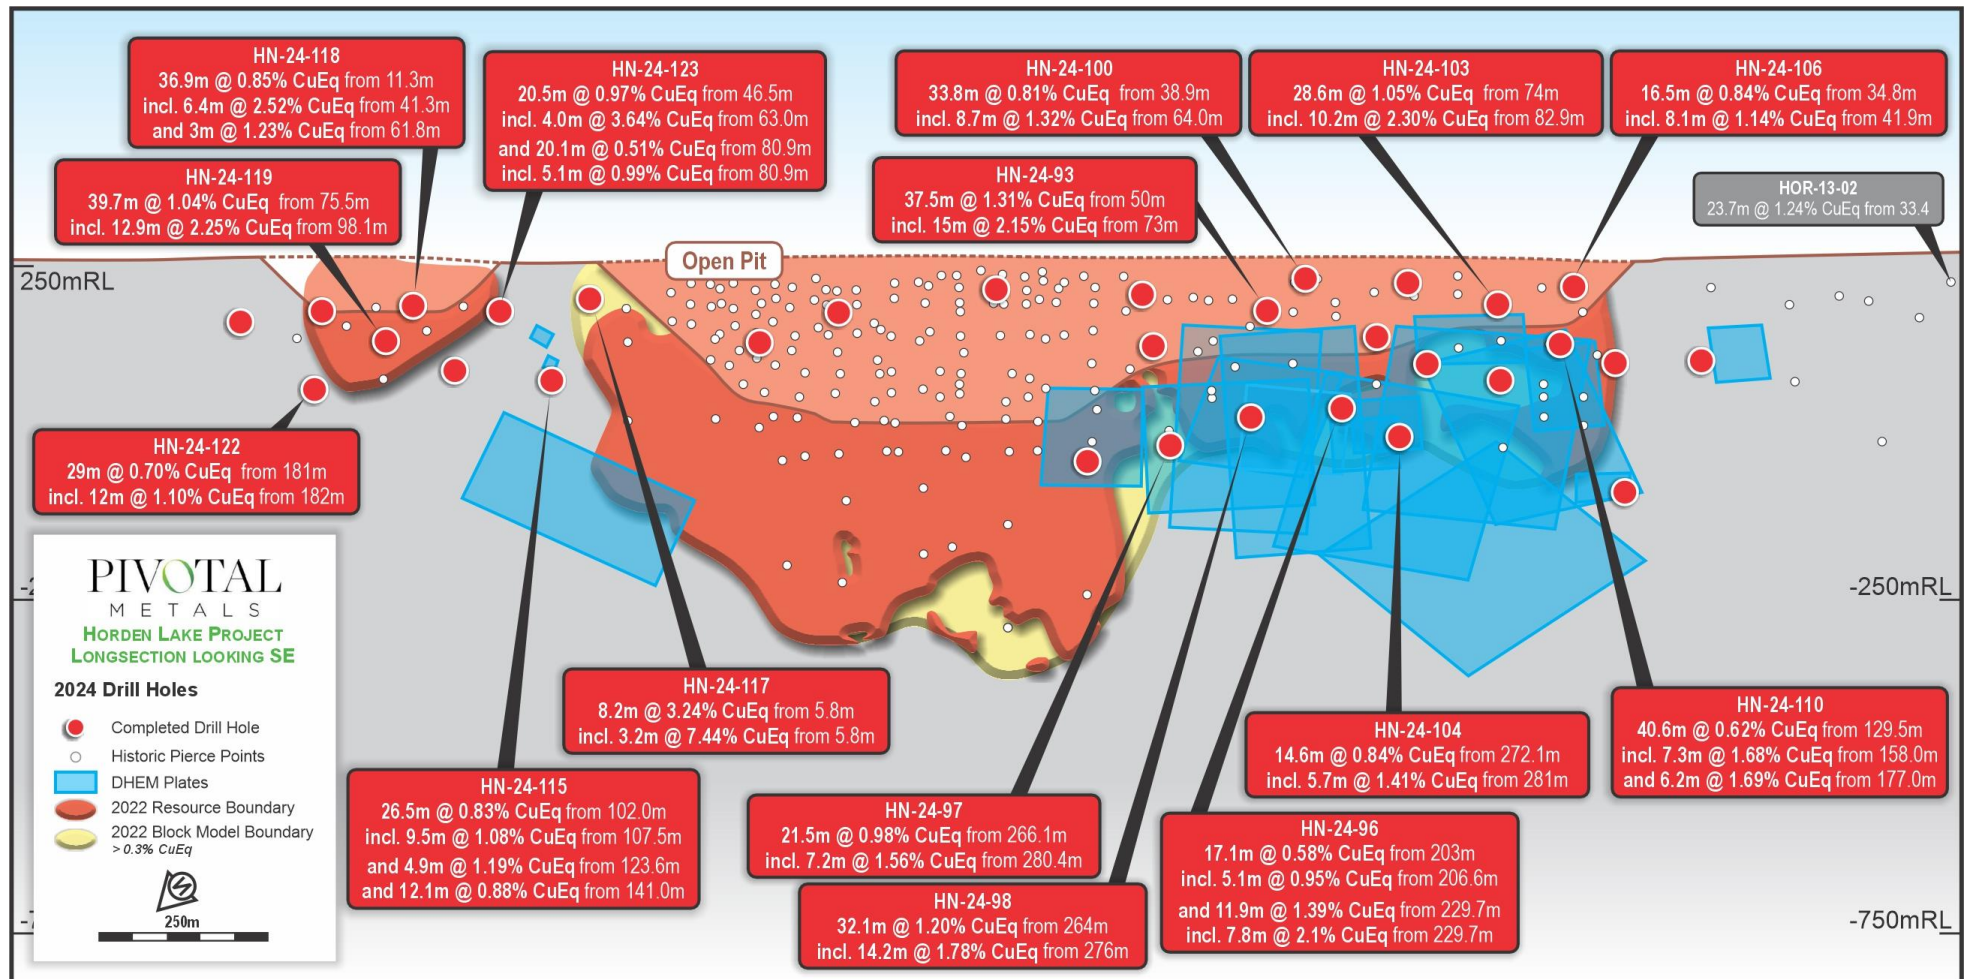 HN-24-118
36.9m @ 0.85% CuEq from 11.3m
incl. 6.4m @ 2.52% CuEq from 41.3m
and 3m @ 1.23% CuEq from 61.8m
HN-24-123
20.5m @ 0.97% CuEq from 46.5m
incl. 4.0m @ 3.64% CuEq from 63.0m
and 20.1m @ 0.51% CuEq from 80.9m
incl. 5.1m @ 0.99% CuEq from 80.9m
HN-24-100
33.8m @ 0.81% CuEq from 38.9m
incl. 8.7m @ 1.32% CuEq from 64.0m
HN-24-103
28.6m @ 1.05% CuEq from 74m
incl. 10.2m @ 2.30% CuEq from 82.9m
HN-24-106
16.5m @ 0.84% CuEq from 34.8m
incl. 8.1m @ 1.14% CuEq from 41.9m
HN-24-119
39.7m @ 1.04% CuEq from 75.5m
incl. 12.9m @ 2.25% CuEq from 98.1m
HN-24-93
37.5m @ 1.31% CuEq from 50m
incl. 15m @ 2.15% CuEq from 73m
HOR-13-02
23.7m @ 1.24% CuEq from 33.4
Open Pit
250mRL
HN-24-122
29m @ 0.70% CuEq from 181m
incl. 12m @ 1.10% CuEq from 182m
-250mRL
PIVOTAL
METALS
HORDEN LAKE PROJECT
LONGSECTION LOOKING SE
2024 Drill Holes
Completed Drill Hole
Historic Pierce Points
DHEM Plates
2022 Resource Boundary
2022 Block Model Boundary
> 0.3% CuEq
250m
HN-24-117
8.2m @ 3.24% CuEq from 5.8m
incl. 3.2m @ 7.44% CuEq from 5.8m
HN-24-115
26.5m @ 0.83% CuEq from 102.0m
incl. 9.5m @ 1.08% CuEq from 107.5m
and 4.9m @ 1.19% CuEq from 123.6m
and 12.1m @ 0.88% CuEq from 141.0m
HN-24-97
21.5m @ 0.98% CuEq from 266.1m
incl. 7.2m @ 1.56% CuEq from 280.4m
HN-24-98
32.1m @ 1.20% CuEq from 264m
incl. 14.2m @ 1.78% CuEq from 276m
HN-24-104
14.6m @ 0.84% CuEq from 272.1m
incl. 5.7m @ 1.41% CuEq from 281m
HN-24-96
17.1m @ 0.58% CuEq from 203m
incl. 5.1m @ 0.95% CuEq from 206.6m
and 11.9m @ 1.39% CuEq from 229.7m
incl. 7.8m @ 2.1% CuEq from 229.7m
HN-24-110
40.6m @ 0.62% CuEq from 129.5m
incl. 7.3m @ 1.68% CuEq from 158.0m
and 6.2m @ 1.69% CuEq from 177.0m
-750mRL